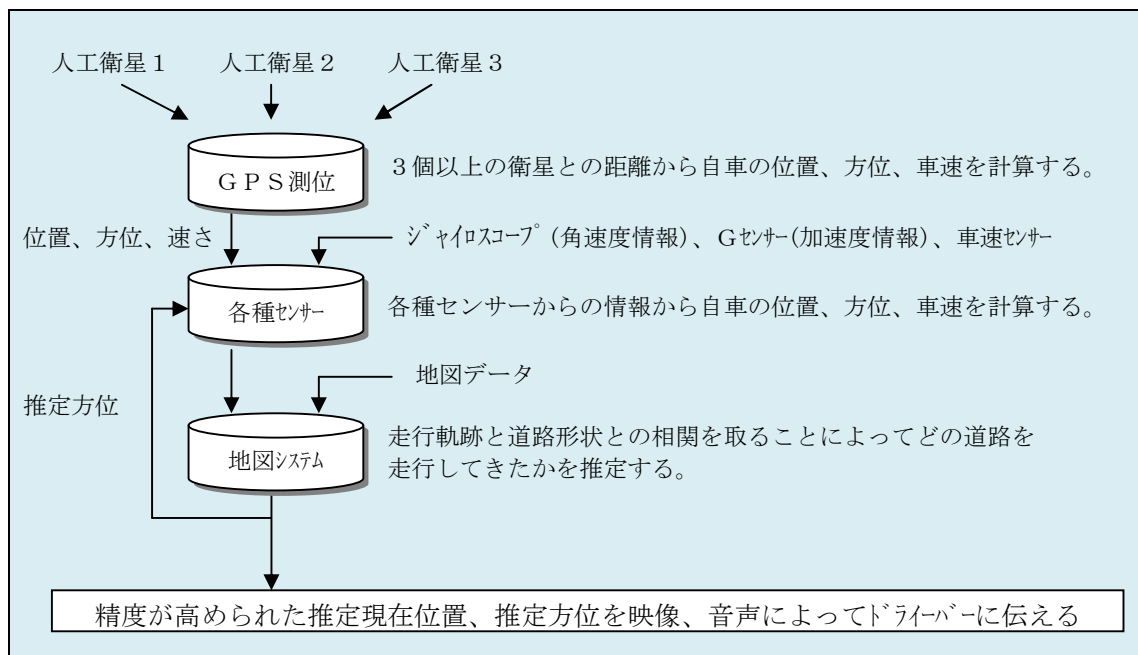 人工衛星1 人工衛星2 人工衛星3
GPS測位
3個以上の衛星との距離から自車の位置、方位、車速を計算する。
位置、方位、速さ
ジャイロスコープ(角速度情報)、Gセンサー(加速度情報)、車速センサー
各種センサー
各種センサーからの情報から自車の位置、方位、車速を計算する。
地図データ
推定方位
地図システム
走行軌跡と道路形状との相関を取ることによってどの道路を
走行してきたかを推定する。
精度が高められた推定現在位置、推定方位を映像、音声によってドライーバーに伝える